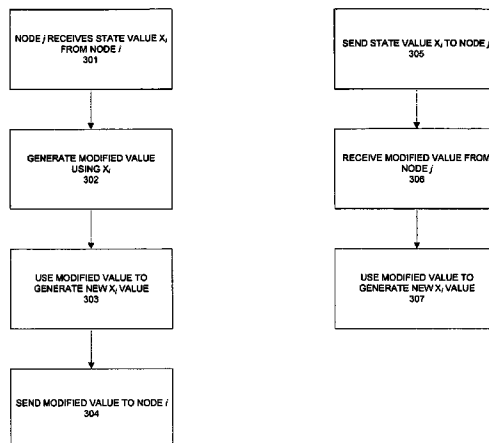 NODE j RECEIVES STATE VALUE Xi
FROM NODE i
301
GENERATE MODIFIED VALUE
USING Xi
302
USE MODIFIED VALUE TO
GENERATE NEW Xj VALUE
303
SEND MODIFIED VALUE TO NODE i
304
SEND STATE VALUE Xi TO NODE j
305
RECEIVE MODIFIED VALUE FROM
NODE j
306
USE MODIFIED VALUE TO
GENERATE NEW Xi VALUE
307